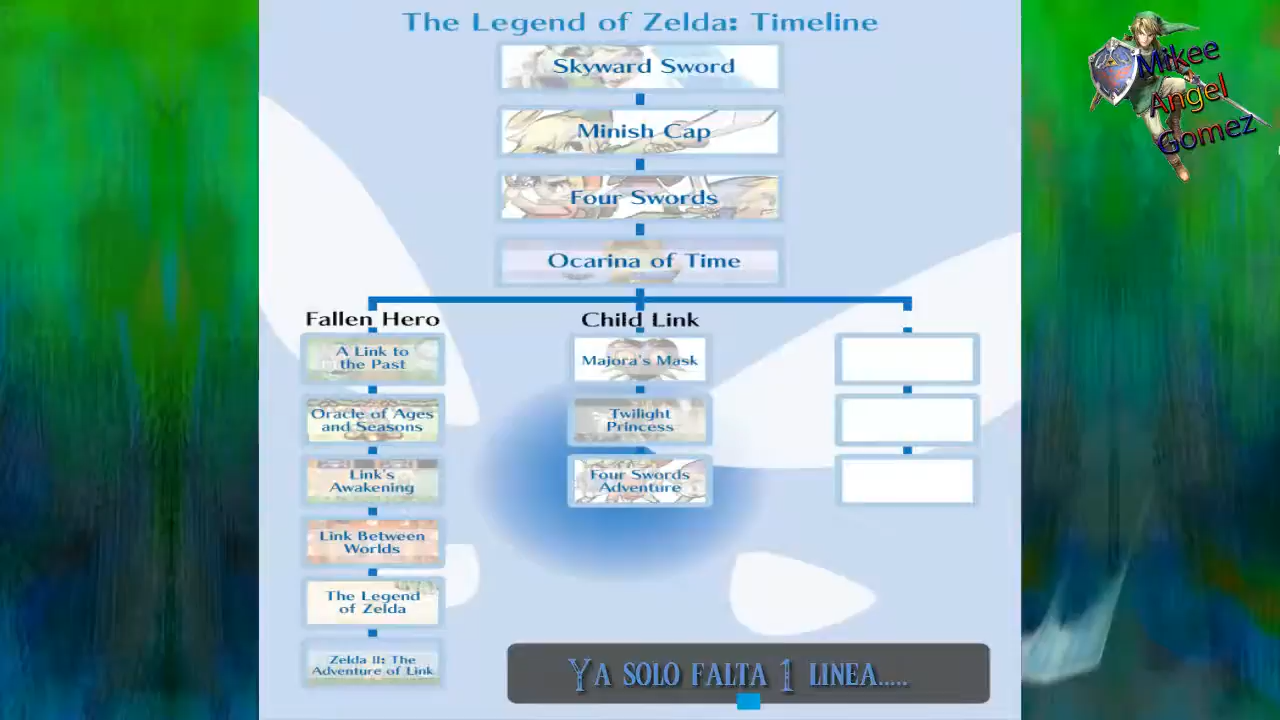 The Legend of Zelda: Timeline
Mikee
Angel
Gomez
Skyward Sword
Minish Cap
Four Swords
Ocarina of Time
Fallen Hero
Child Link
A Link to
the Past
Majora's Mask
Oracle of Ages
and Seasons
Twilight
Princess
Link's
Awakening
Four Swords
Adventure
Link Between
Worlds
The Legend
of Zelda
Zelda II: The
Adventure of Link
Ya solo falta 1 linea.....